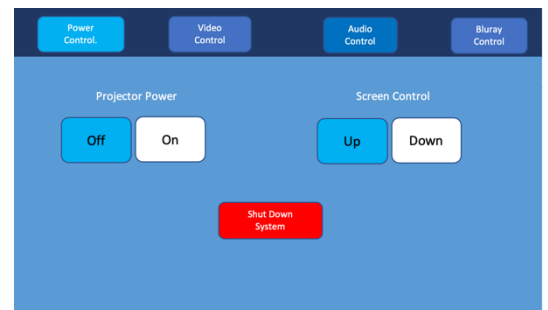 Power
Control.
Video
Control
Audio
Control
Bluray
Control
Projector Power
Screen Control
Off
On
Up
Down
Shut Down
System